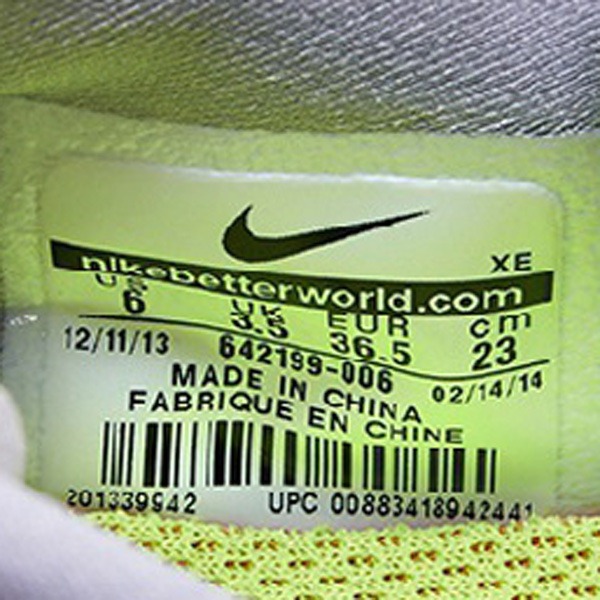 XE
nikebetterworld.com
US UK EUR cm
6 3.5 36.5 23
12/11/13 642199-006 02/14/14
MADE IN CHINA
FABRIQUE EN CHINE
201339942 UPC 00883418942441